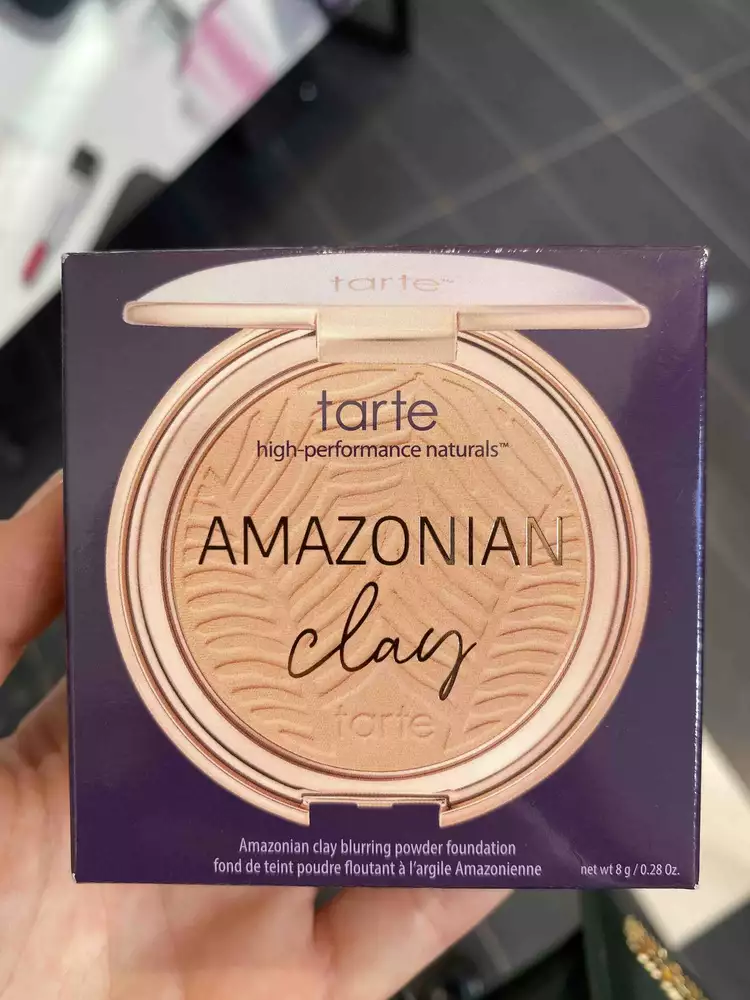 tarte™
tarte
high-performance naturals™
AMAZONIAN
clay
tarte
Amazonian clay blurring powder foundation
fond de teint poudre floutant à l'argile Amazonienne
net wt 8 g / 0.28 Oz.